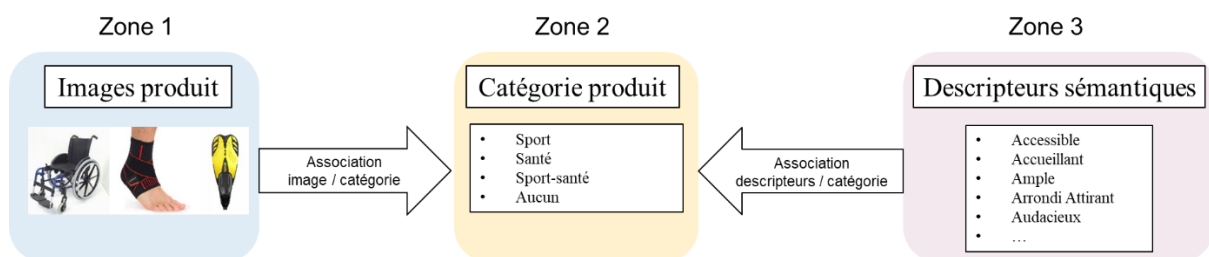 Zone 1
Zone 2
Zone 3
Images produit
Catégorie produit
Descripteurs sémantiques
Association
image / catégorie
• Sport
• Santé
• Sport-santé
• Aucun
Association
descripteurs / catégorie
• Accessible
• Accueillant
• Ample
• Arrondi Attirant
• Audacieux
• …